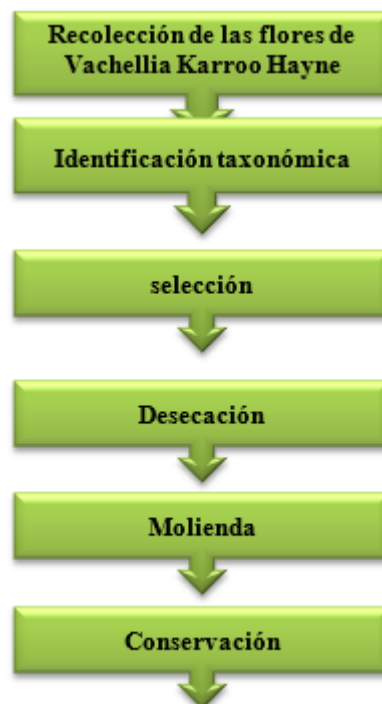 Recolección de las flores de
Vachellia Karroo Hayne
Identificación taxonómica
selección
Desecación
Molienda
Conservación